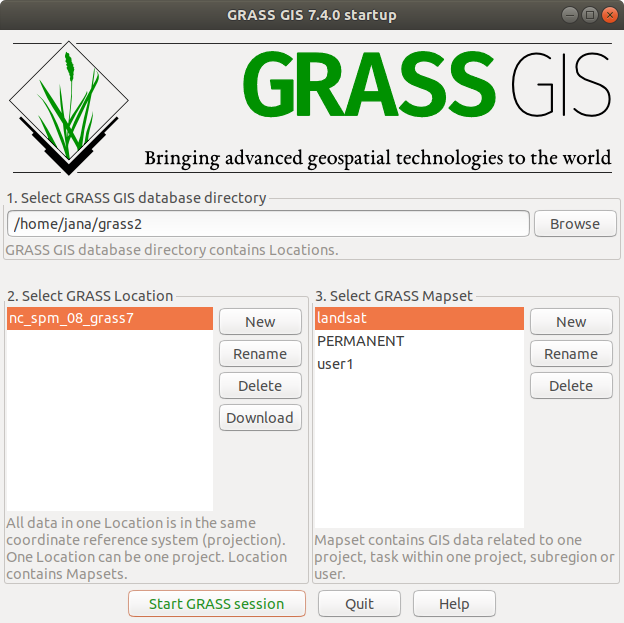 GRASS GIS 7.4.0 startup
GRASS GIS
Bringing advanced geospatial technologies to the world
1. Select GRASS GIS database directory
/home/jana/grass2
Browse
GRASS GIS database directory contains Locations.
2. Select GRASS Location
nc_spm_08_grass7
New
Rename
Delete
Download
All data in one Location is in the same
coordinate reference system (projection).
One Location can be one project. Location
contains Mapsets.
3. Select GRASS Mapset
landsat
PERMANENT
user1
New
Rename
Delete
Mapset contains GIS data related to one
project, task within one project, subregion or
user.
Start GRASS session
Quit
Help